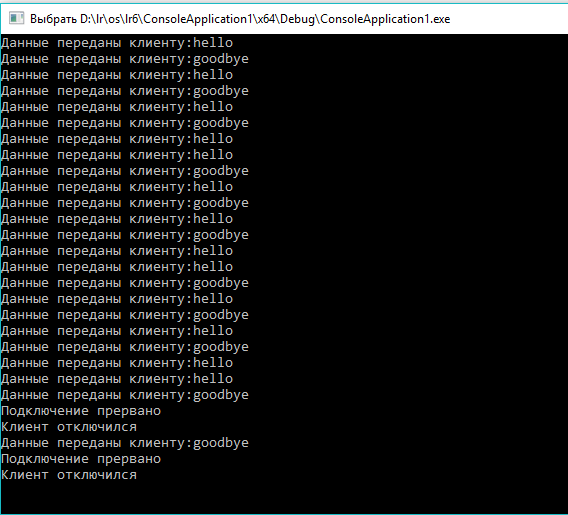 Выбрать D:\lr\os\lr6\ConsoleApplication1\x64\Debug\ConsoleApplication1.exe
Данные переданы клиенту:hello
Данные переданы клиенту:goodbye
Данные переданы клиенту:hello
Данные переданы клиенту:goodbye
Данные переданы клиенту:hello
Данные переданы клиенту:goodbye
Данные переданы клиенту:hello
Данные переданы клиенту:hello
Данные переданы клиенту:goodbye
Данные переданы клиенту:hello
Данные переданы клиенту:goodbye
Данные переданы клиенту:hello
Данные переданы клиенту:goodbye
Данные переданы клиенту:hello
Данные переданы клиенту:hello
Данные переданы клиенту:goodbye
Данные переданы клиенту:hello
Данные переданы клиенту:goodbye
Данные переданы клиенту:hello
Данные переданы клиенту:goodbye
Данные переданы клиенту:hello
Данные переданы клиенту:hello
Данные переданы клиенту:goodbye
Подключение прервано
Клиент отключился
Данные переданы клиенту:goodbye
Подключение прервано
Клиент отключился